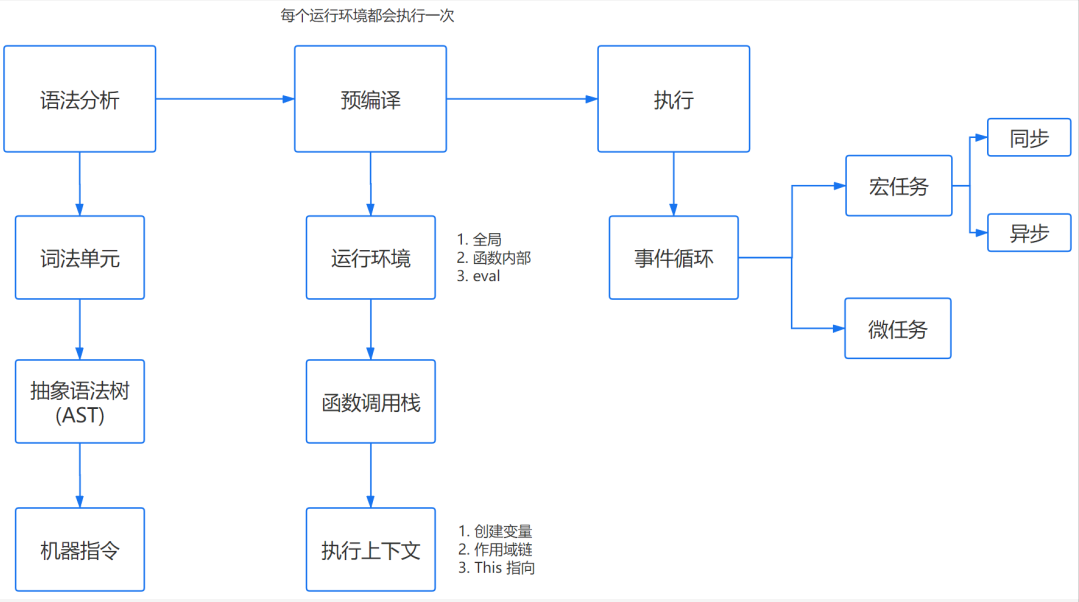 每个运行环境都会执行一次
语法分析
预编译
执行
同步
宏任务
异步
词法单元
运行环境
1. 全局
2. 函数内部
3. eval
事件循环
微任务
抽象语法树
(AST)
函数调用栈
机器指令
执行上下文
1. 创建变量
2. 作用域链
3. This 指向